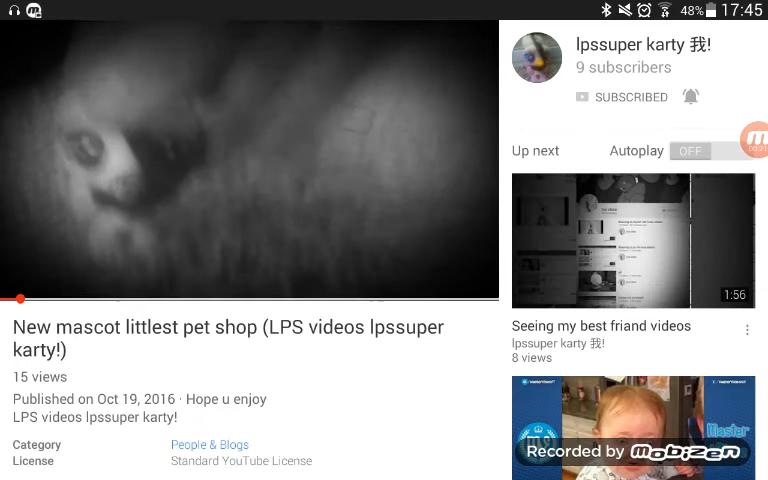 48% 17:45
New mascot littlest pet shop (LPS videos lpssuper
karty!)
15 views
Published on Oct 19, 2016 · Hope u enjoy
LPS videos lpssuper karty!
Category People & Blogs
License Standard YouTube License
lpssuper karty 我!
9 subscribers
SUBSCRIBED
Up next Autoplay OFF
00:21
1:56
Seeing my best friand videos
lpssuper karty 我!
8 views
Master
Recorded by Mobizen